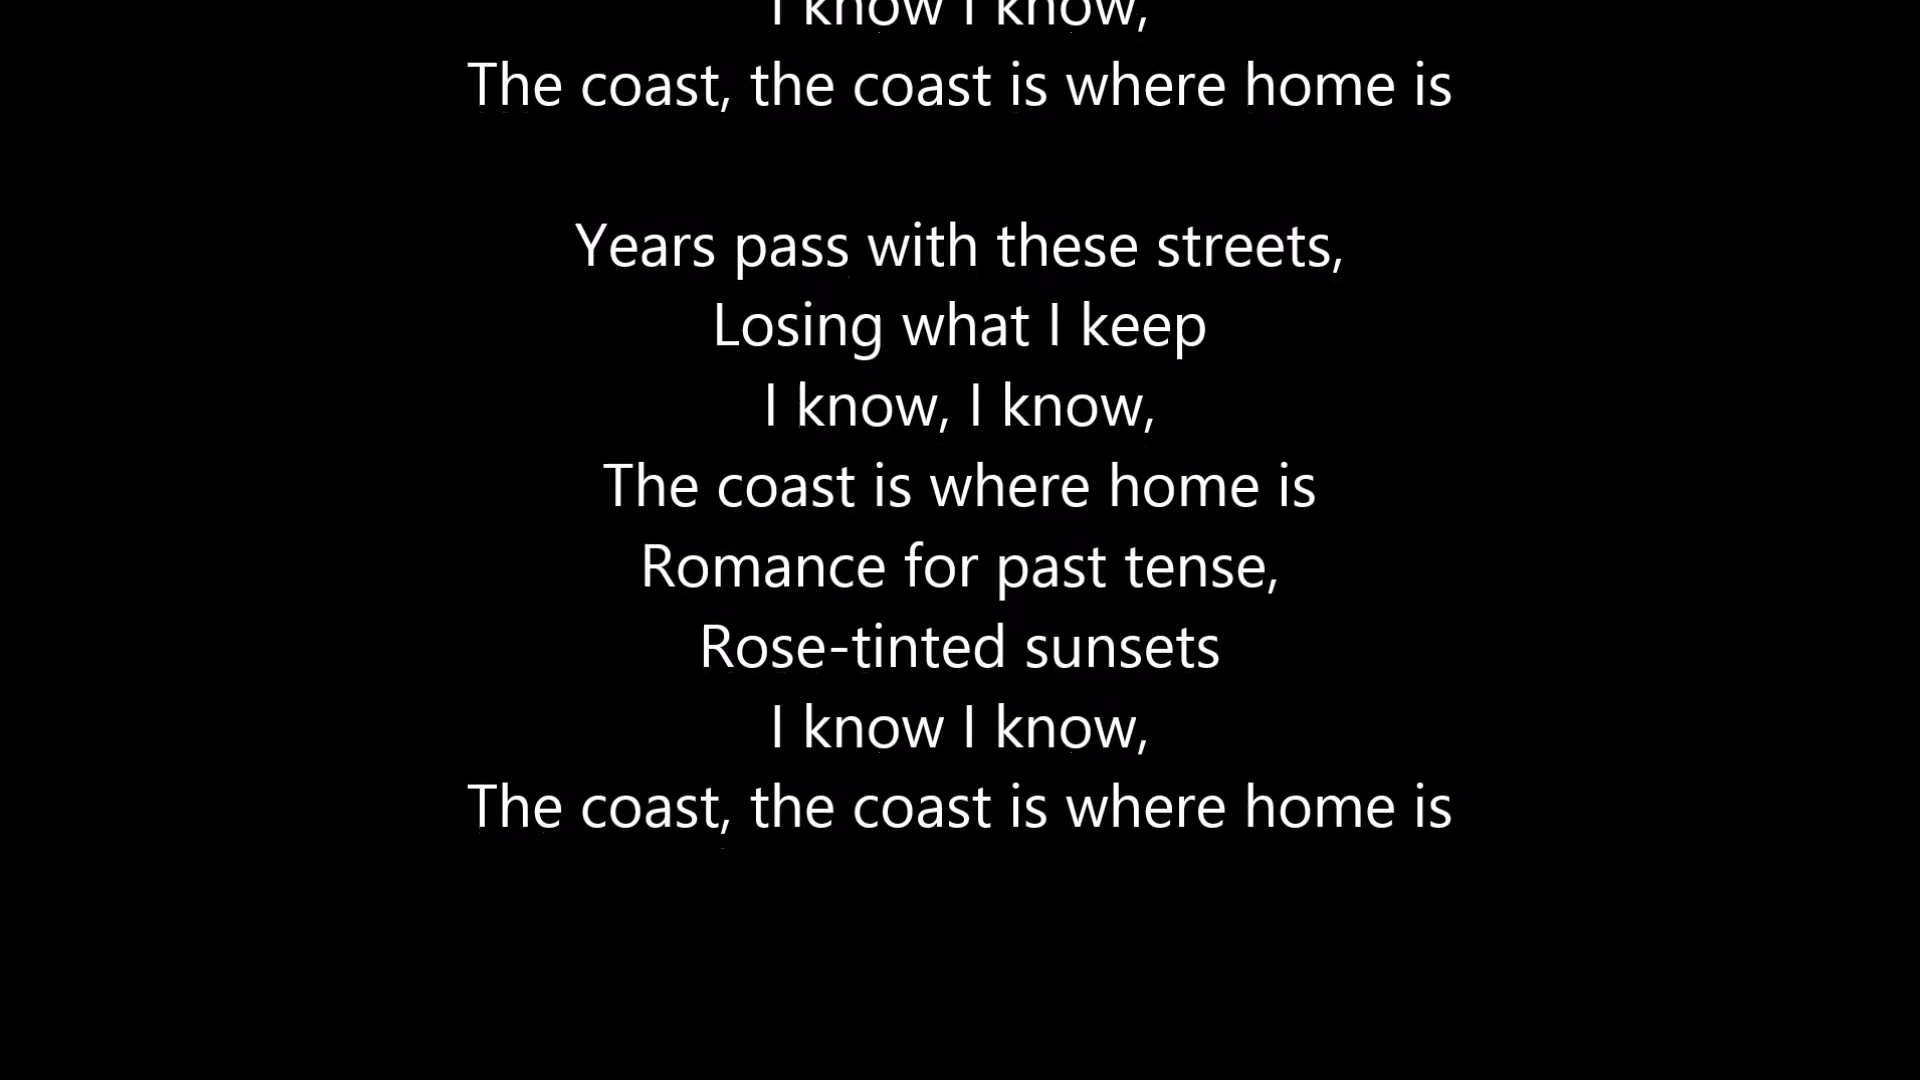 I know I know,
The coast, the coast is where home is
Years pass with these streets,
Losing what I keep
I know, I know,
The coast is where home is
Romance for past tense,
Rose-tinted sunsets
I know I know,
The coast, the coast is where home is